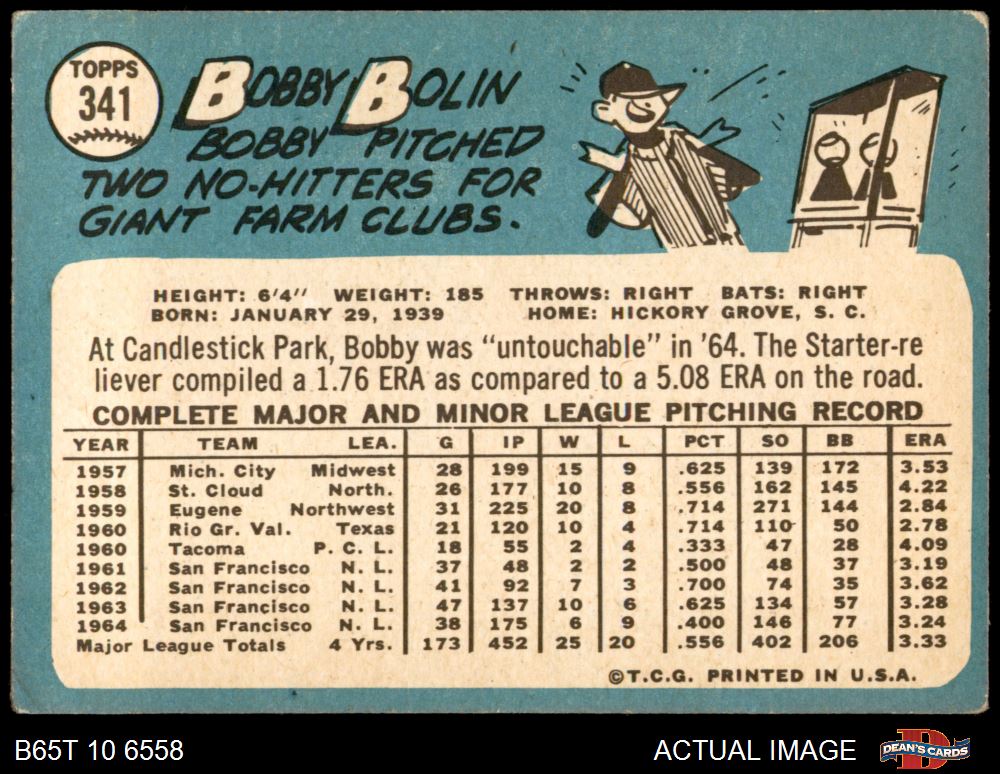 TOPPS
341
BOBBY BOLIN
BOBBY PITCHED
TWO NO-HITTERS FOR
GIANT FARM CLUBS.
HEIGHT: 6'4" WEIGHT: 185 THROWS: RIGHT BATS: RIGHT
BORN: JANUARY 29, 1939 HOME: HICKORY GROVE, S. C.
At Candlestick Park, Bobby was "untouchable" in '64. The Starter-re
liever compiled a 1.76 ERA as compared to a 5.08 ERA on the road.
COMPLETE MAJOR AND MINOR LEAGUE PITCHING RECORD
YEAR TEAM LEA. G IP W L PCT SO BB ERA
1957 Mich. City Midwest 28 199 15 9 .625 139 172 3.53
1958 St. Cloud North. 26 177 10 8 .556 162 145 4.22
1959 Eugene Northwest 31 225 20 8 .714 271 144 2.84
1960 Rio Gr. Val. Texas 21 120 10 4 .714 110 50 2.78
1960 Tacoma P. C. L. 18 55 2 4 .333 47 28 4.09
1961 San Francisco N. L. 37 48 2 2 .500 48 37 3.19
1962 San Francisco N. L. 41 92 7 3 .700 74 35 3.62
1963 San Francisco N. L. 47 137 10 6 .625 134 57 3.28
1964 San Francisco N. L. 38 175 6 9 .400 146 77 3.24
Major League Totals 4 Yrs. 173 452 25 20 .556 402 206 3.33
©T.C.G. PRINTED IN U.S.A.
B65T 10 6558 ACTUAL IMAGE DEAN'S CARDS